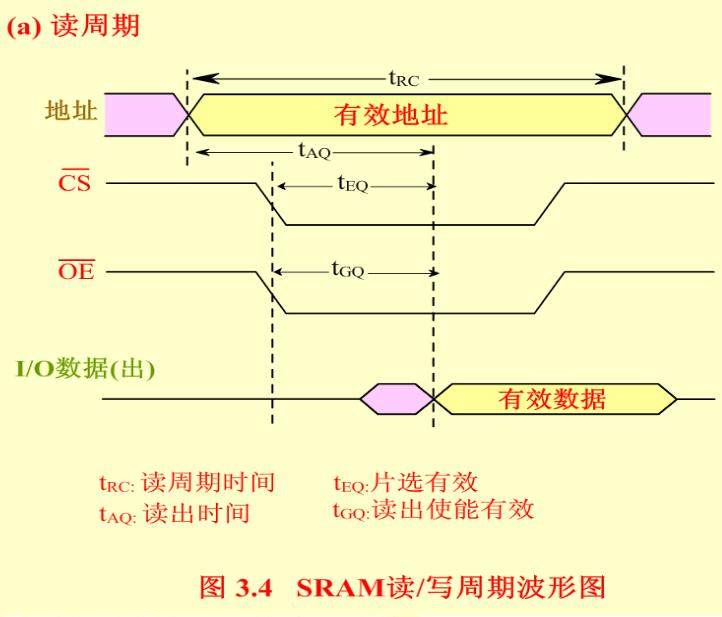 (a) 读周期
tRC
地址
有效地址
tAQ
CS
tEQ
OE
tGQ
I/O数据(出)
有效数据
tRC: 读周期时间
tEQ:片选有效
tAQ: 读出时间
tGQ:读出使能有效
图 3.4 SRAM读/写周期波形图